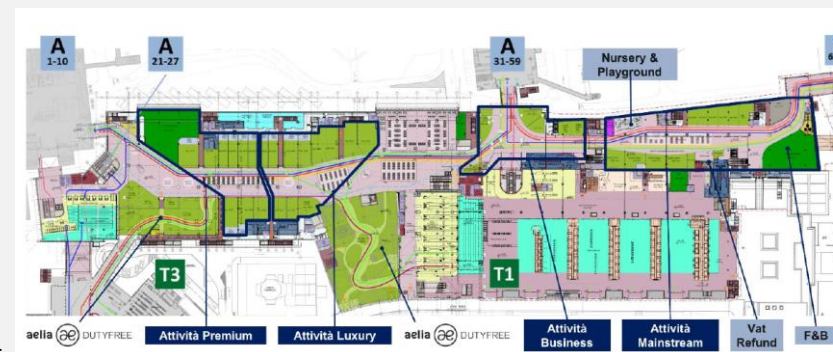 A
1-10
A
21-27
A
31-59
Nursery &
Playground
6
T3
T1
aelia æ DUTYFREE
Attività Premium
Attività Luxury
aelia æ DUTYFREE
Attività
Business
Attività
Mainstream
Vat
Refund
F&B